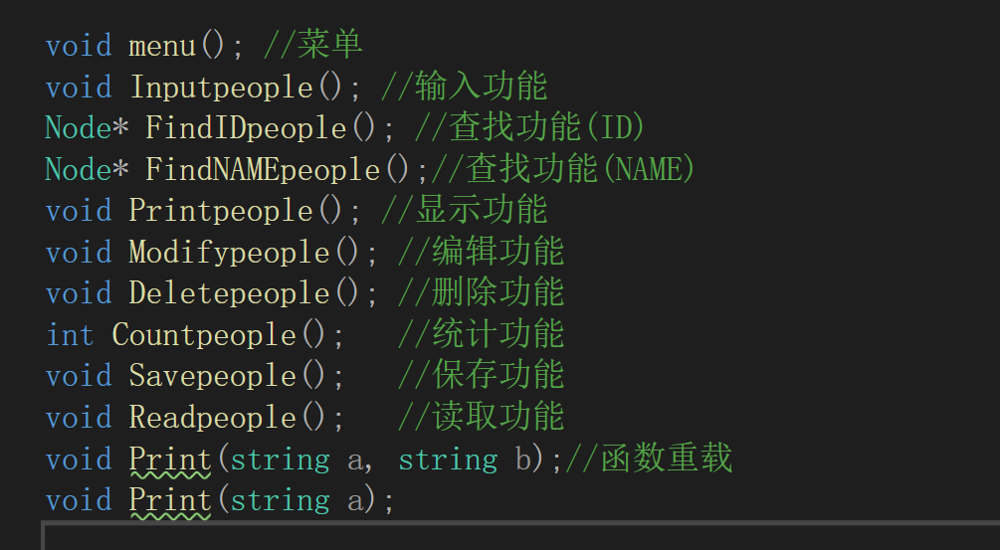 void menu(); //菜单
void Inputpeople(); //输入功能
Node* FindIDpeople(); //查找功能(ID)
Node* FindNAMEpeople();//查找功能(NAME)
void Printpeople(); //显示功能
void Modifypeople(); //编辑功能
void Deletepeople(); //删除功能
int Countpeople();   //统计功能
void Savepeople();   //保存功能
void Readpeople();   //读取功能
void Print(string a, string b);//函数重载
void Print(string a);